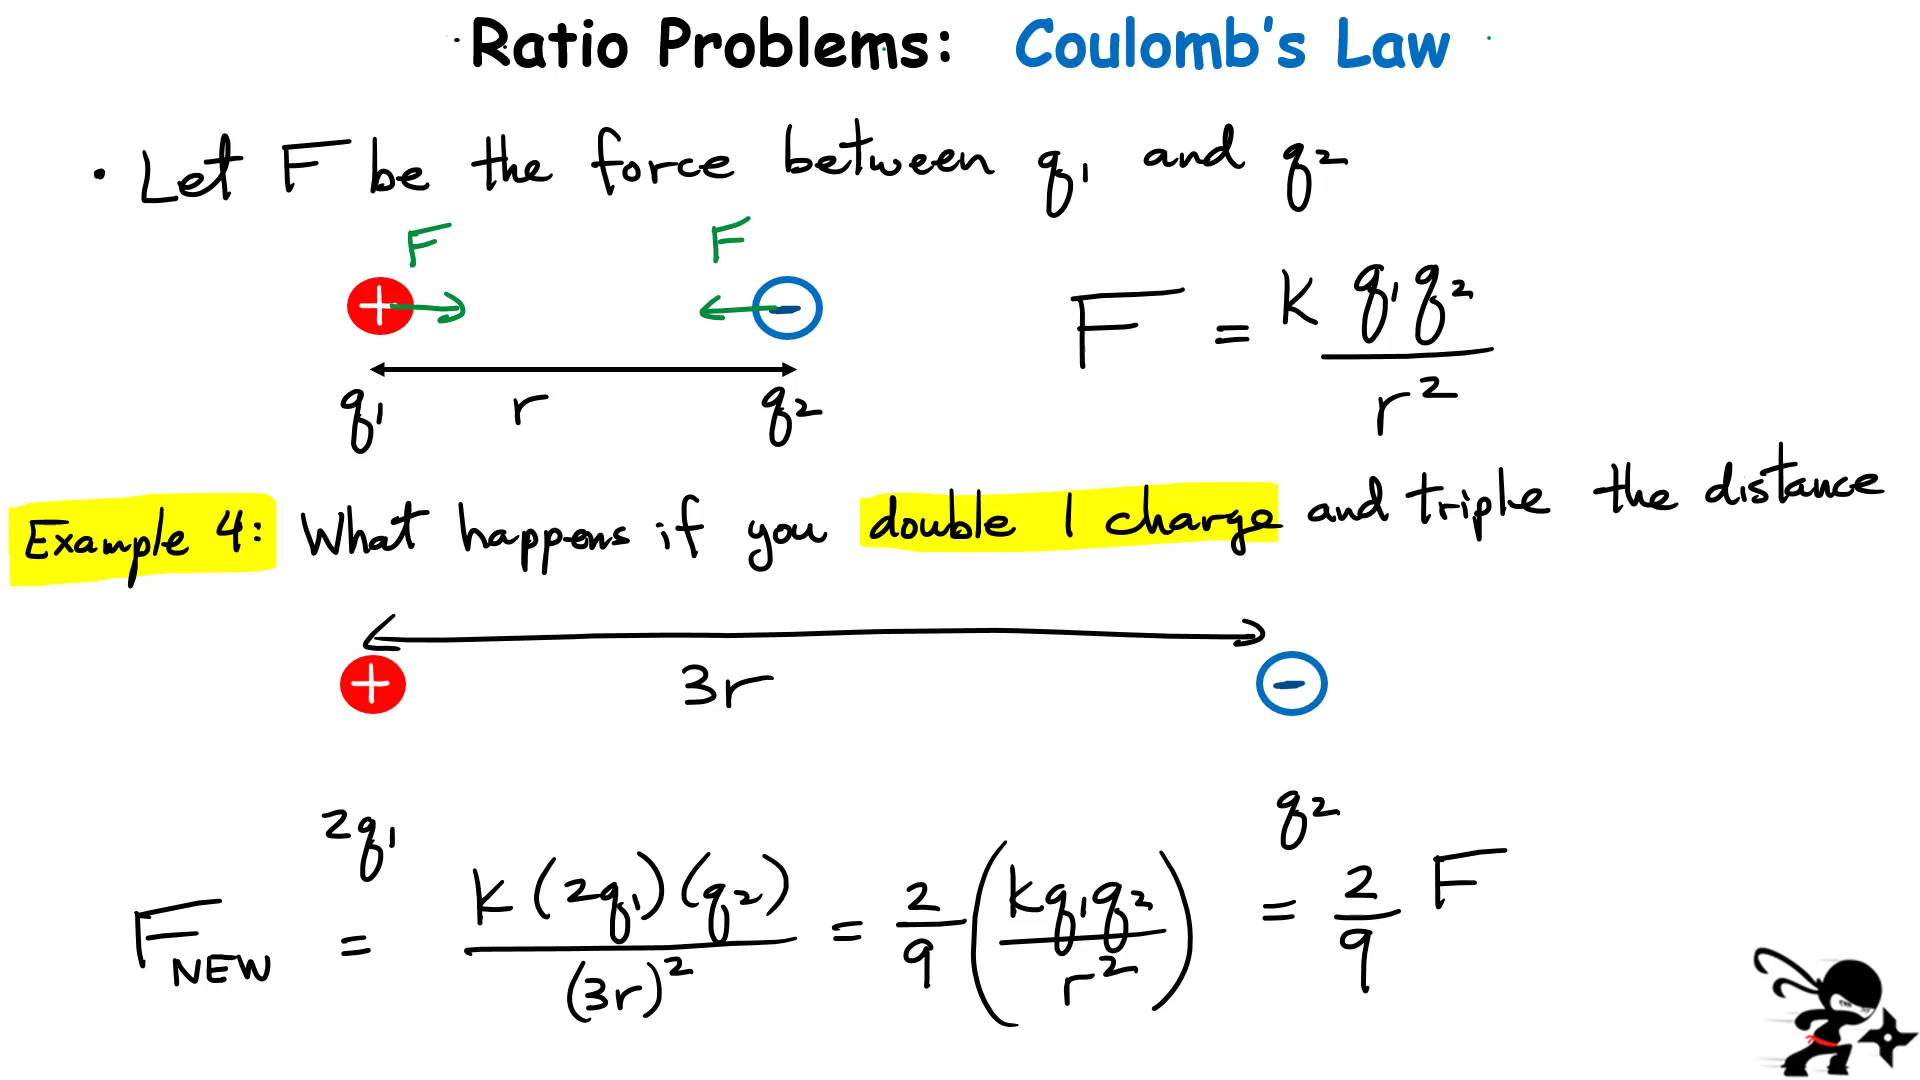 Ratio Problems: Coulomb's Law
• Let F be the force between q₁ and q₂
F F
+ -
q₁ r q₂
F = k q₁q₂ / r²
Example 4: What happens if you double 1 charge and triple the distance
+ 3r -
2q₁ q₂
F_NEW = k(2q₁)(q₂) / (3r)² = 2/9 (kq₁q₂ / r²) = 2/9 F